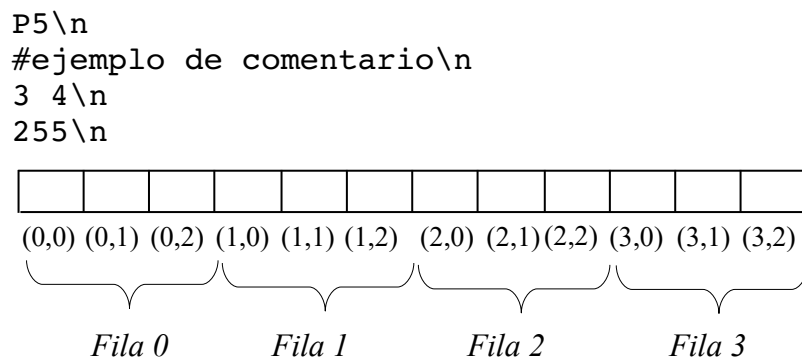 P5\n
#ejemplo de comentario\n
3 4\n
255\n
(0,0) (0,1) (0,2) (1,0) (1,1) (1,2) (2,0) (2,1) (2,2) (3,0) (3,1) (3,2)
Fila 0 Fila 1 Fila 2 Fila 3